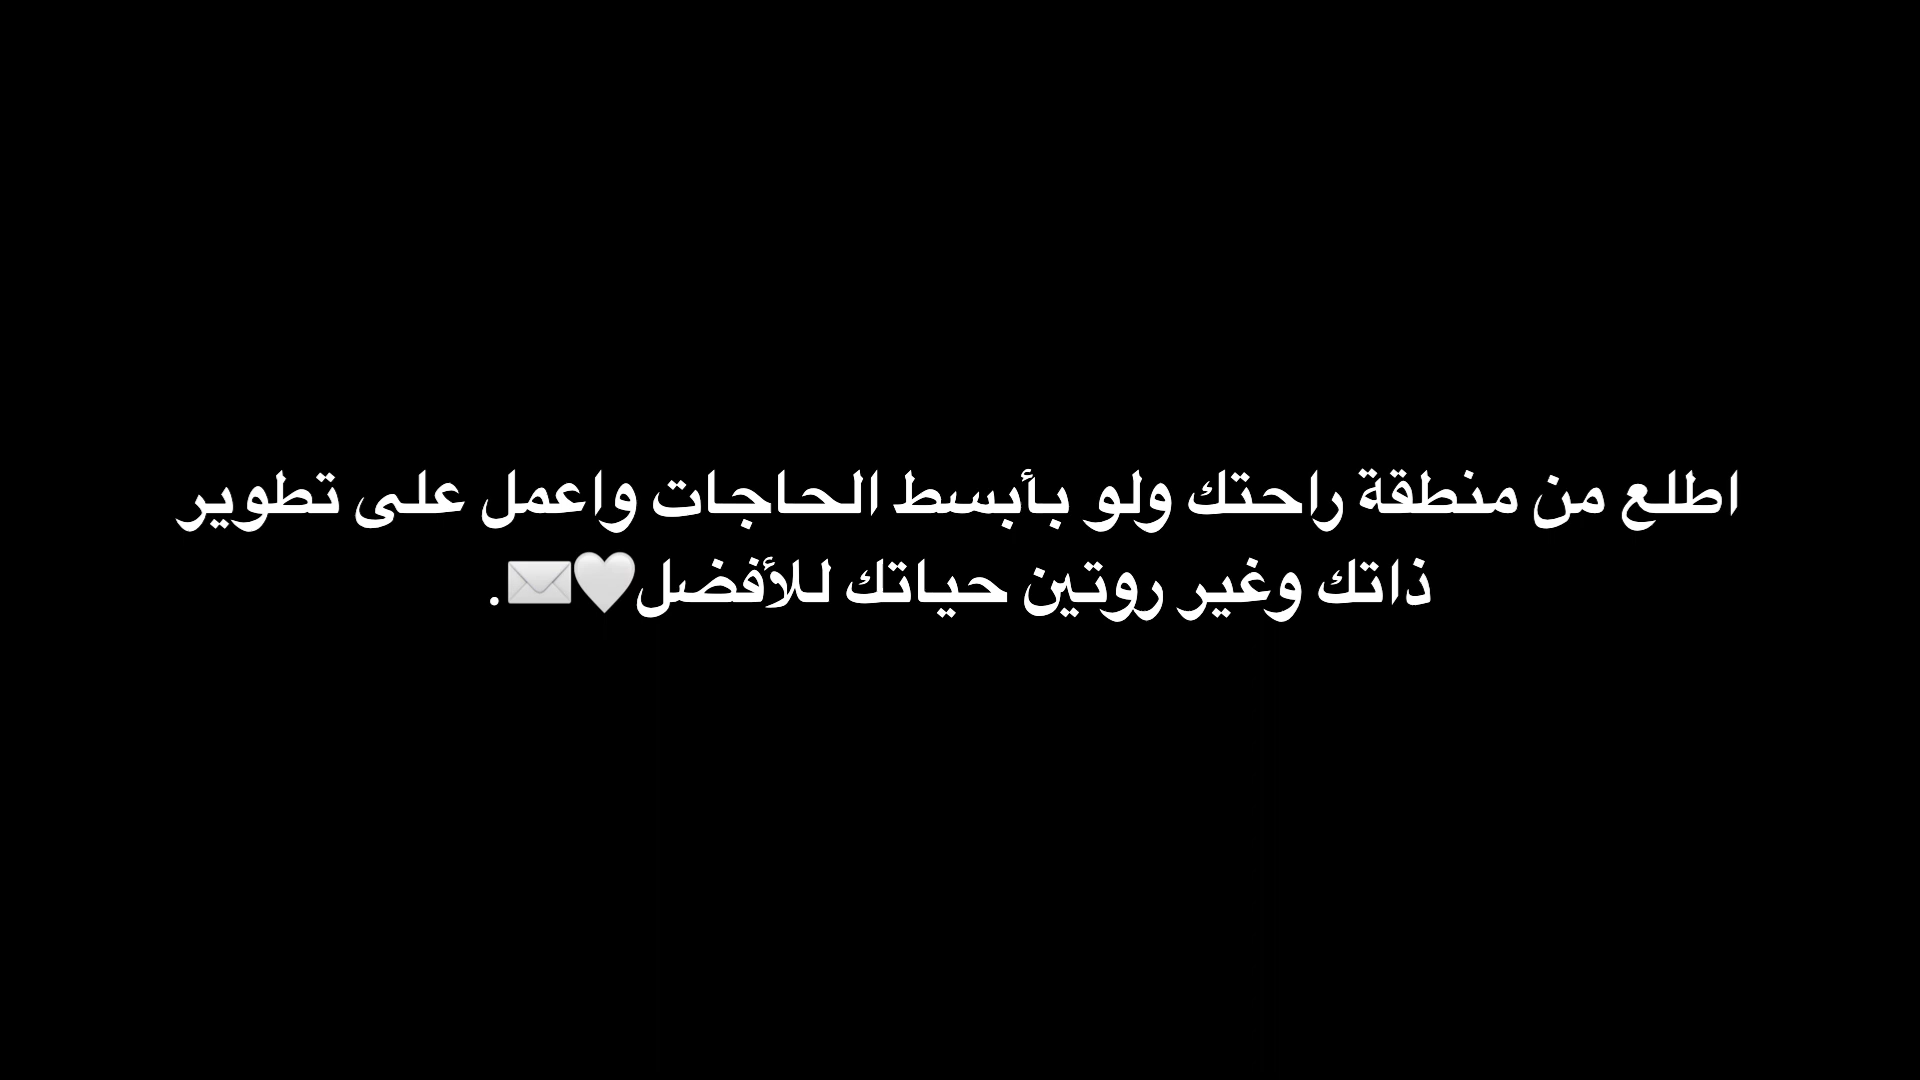 اطلع من منطقة راحتك ولو بأبسط الحاجات واعمل على تطوير
ذاتك وغير روتين حياتك للأفضل🤍✉️.